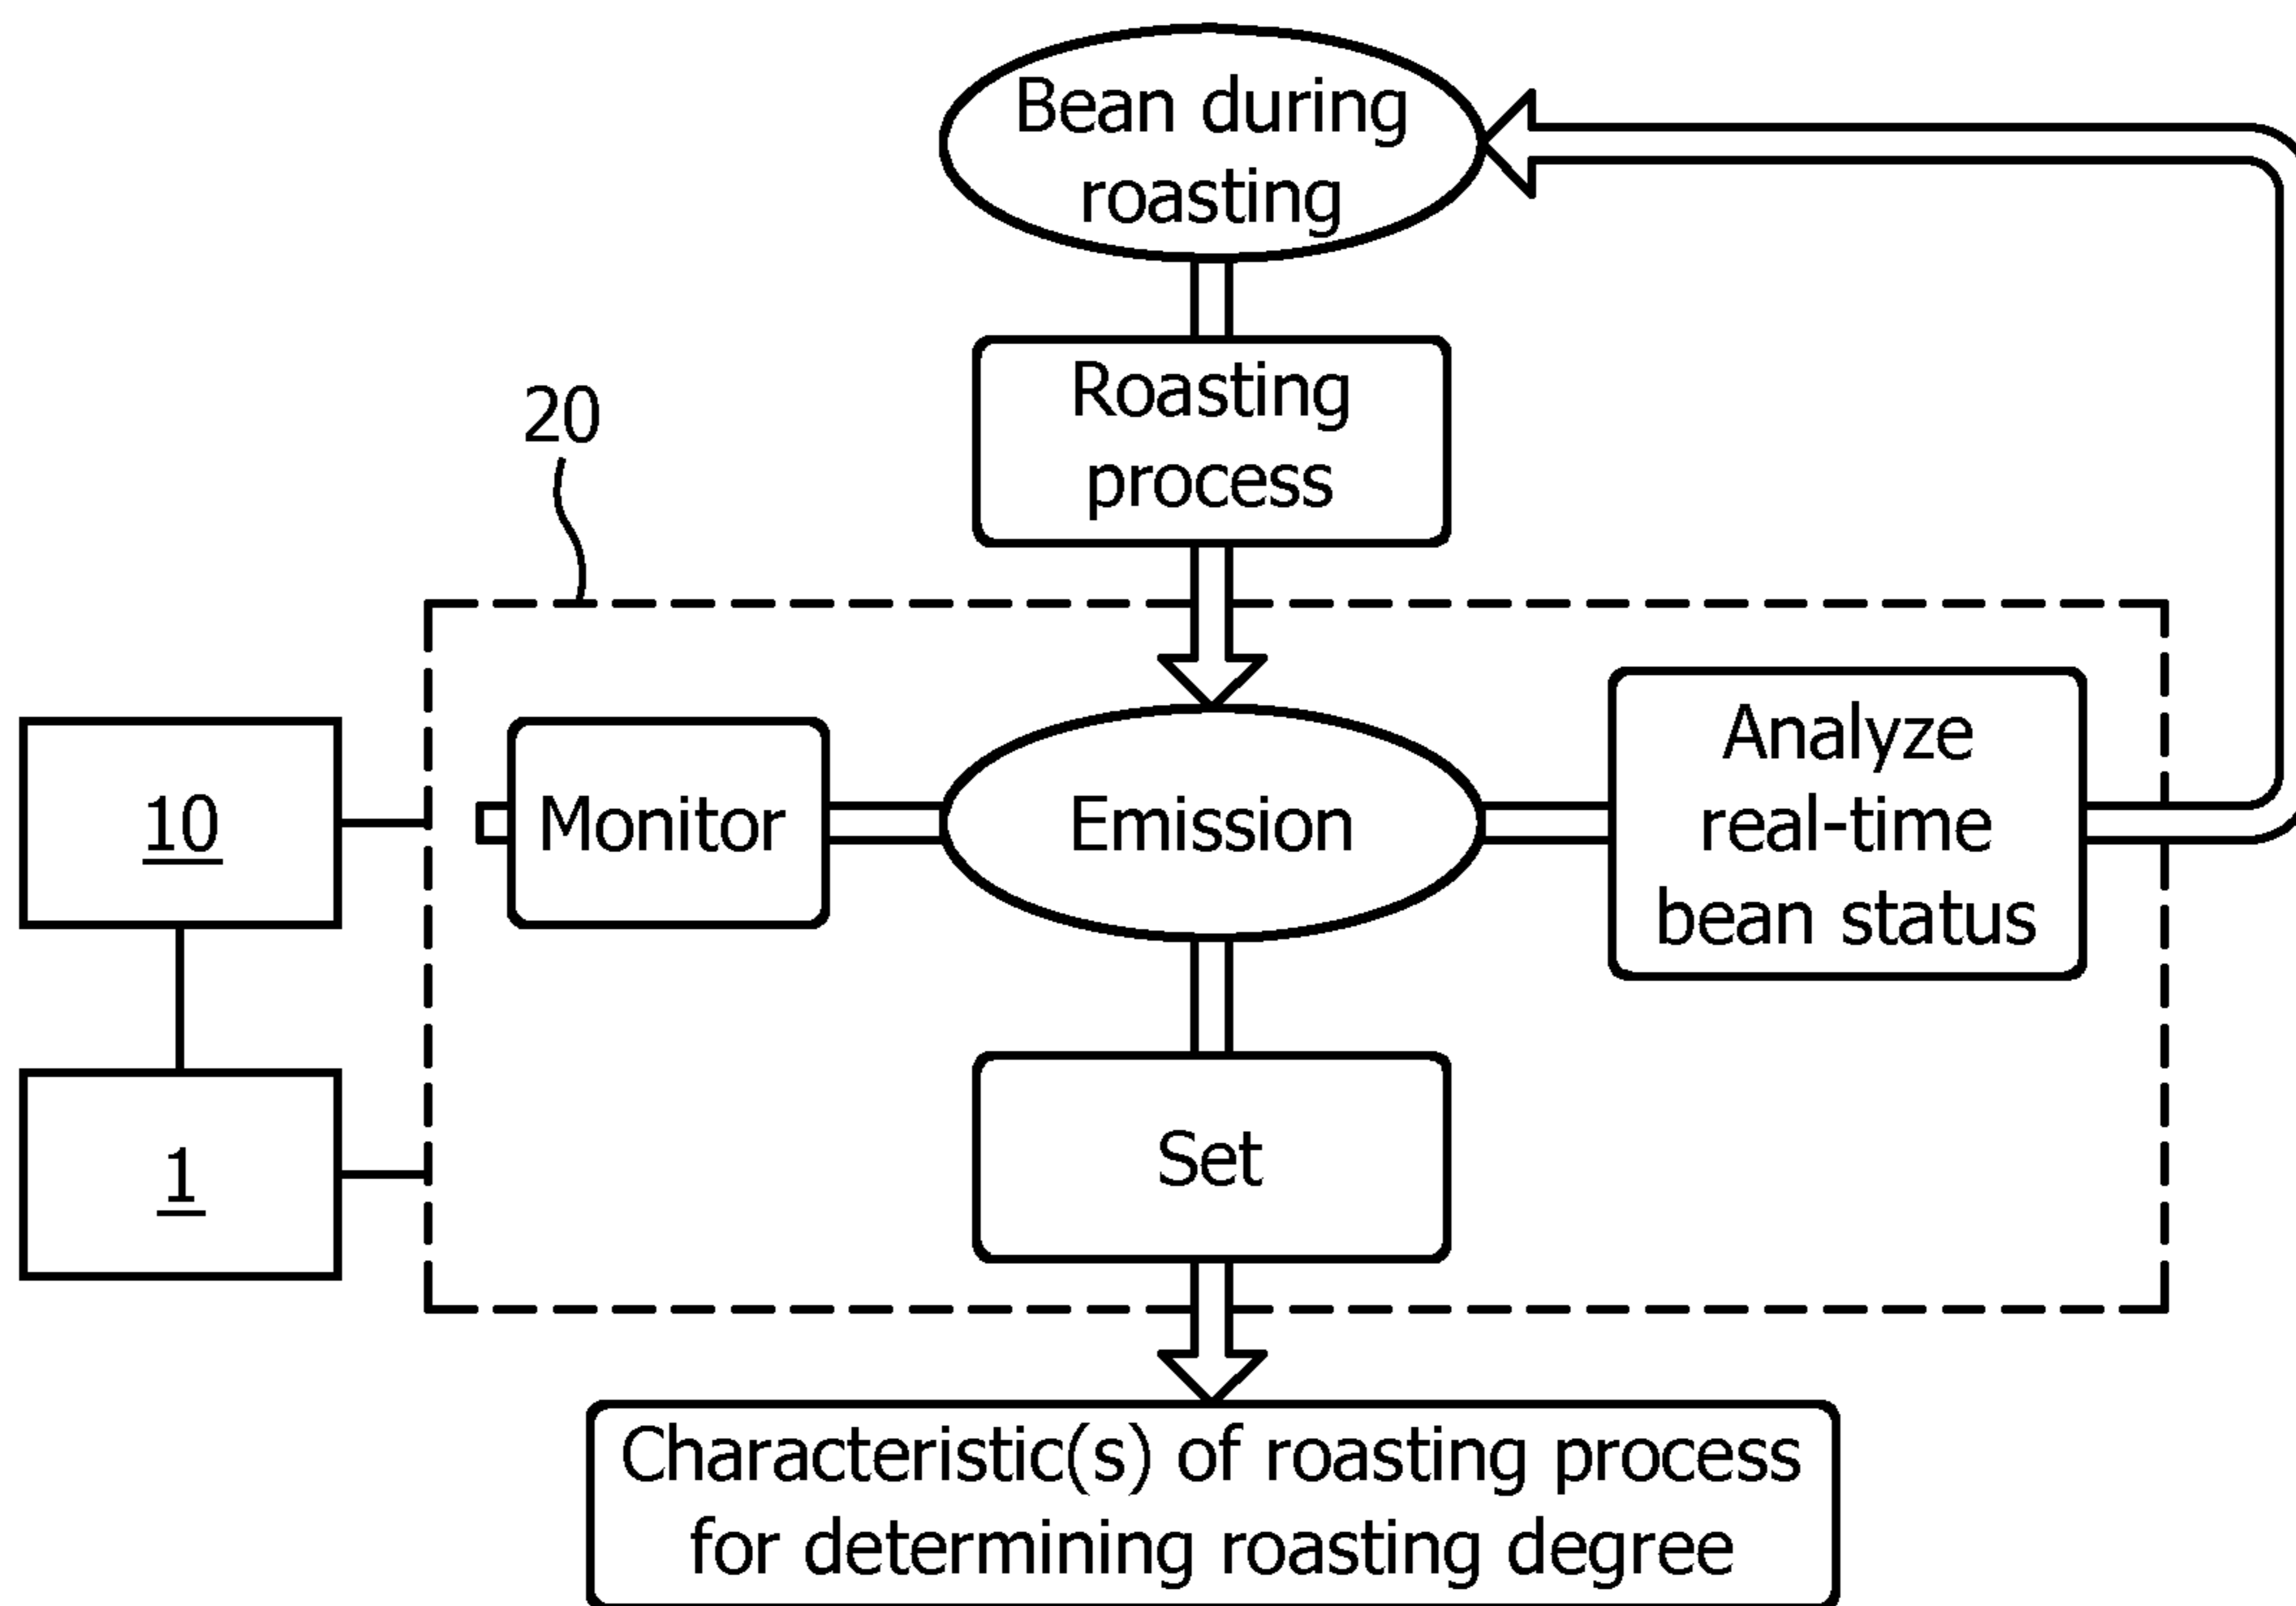 Bean during
roasting
Roasting
process
20
10
Monitor
Emission
Analyze
real-time
bean status
1
Set
Characteristic(s) of roasting process
for determining roasting degree